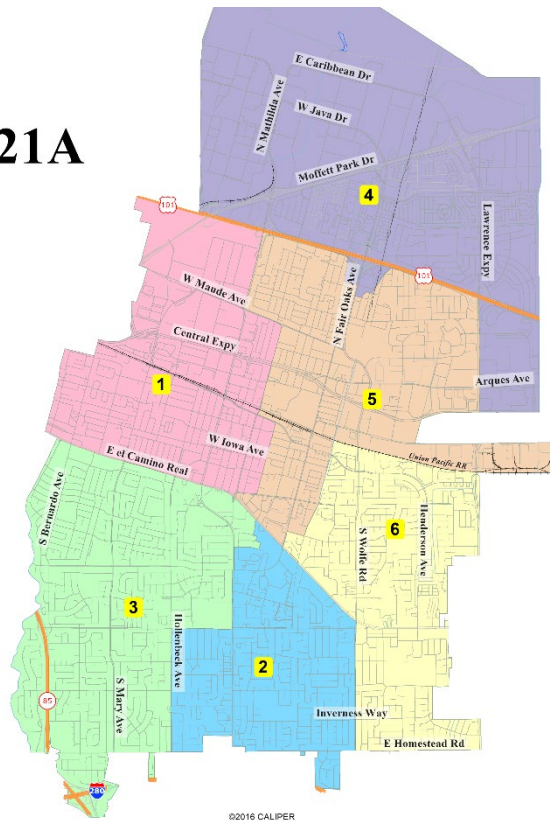 21A
E Caribbean Dr
N Mathilda Ave
W Java Dr
Moffett Park Dr
4
101
Lawrence Expy
101
W Maude Ave
N Fair Oaks Ave
Central Expy
1
5
Arques Ave
W Iowa Ave
E el Camino Real
Union Pacific RR
S Bernardo Ave
6
Henderson Ave
S Wolfe Rd
3
Hollenbeck Ave
2
S Mary Ave
85
Inverness Way
E Homestead Rd
280
©2016 CALIPER